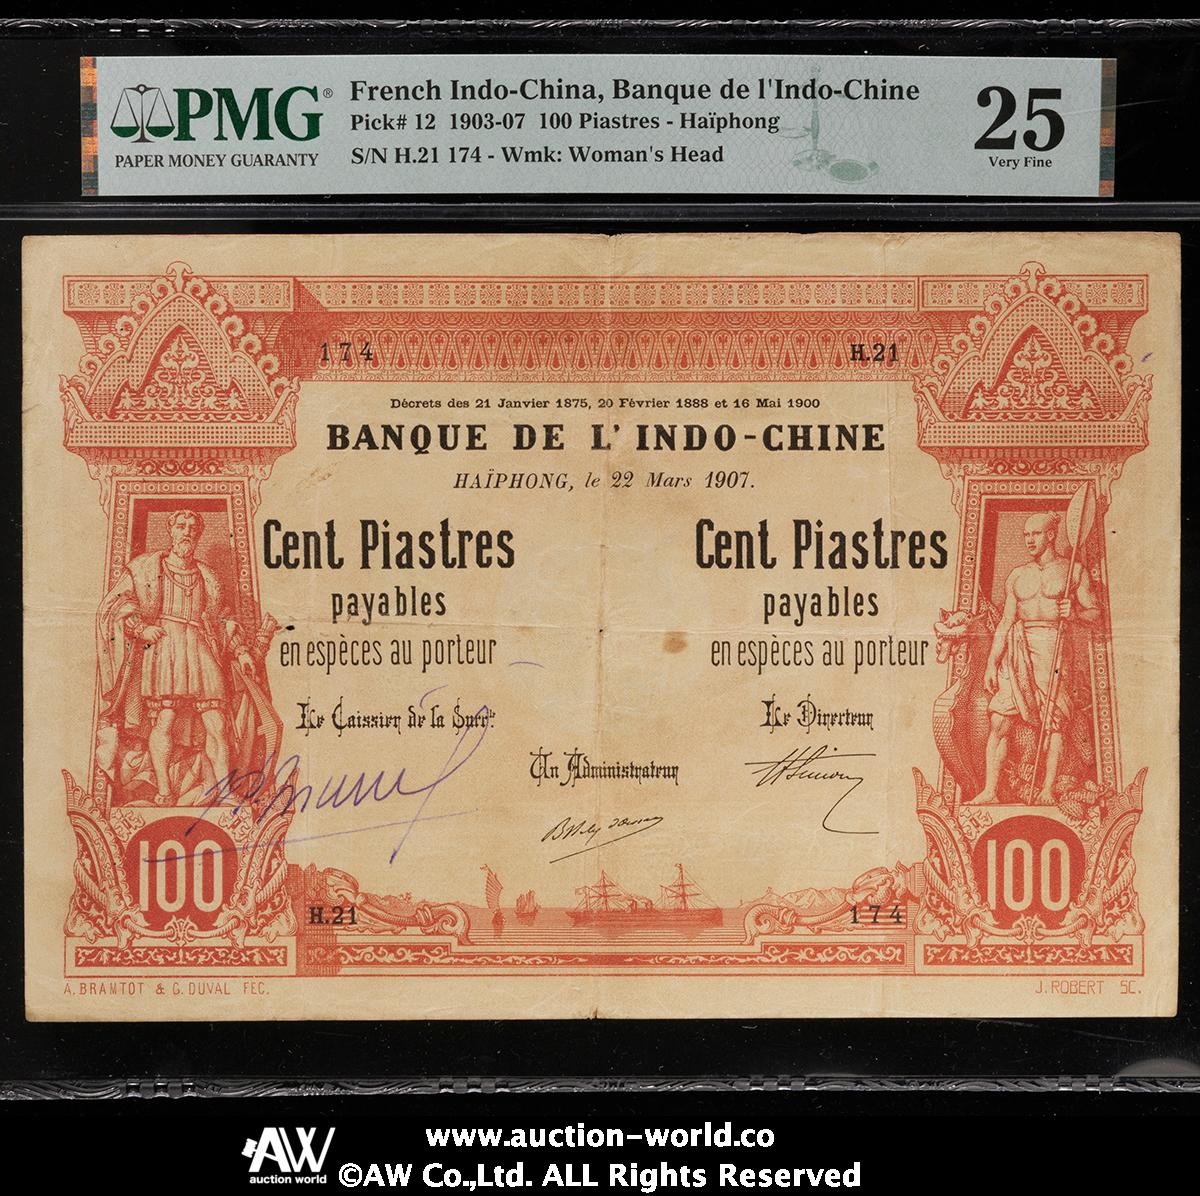 PMG®
PAPER MONEY GUARANTY
French Indo-China, Banque de l'Indo-Chine
Pick# 12 1903-07 100 Piastres - Haïphong
S/N H.21 174 - Wmk: Woman's Head
25
Very Fine
174 H.21
Décrets des 21 Janvier 1875, 20 Février 1888 et 16 Mai 1900
BANQUE DE L'INDO-CHINE
HAÏPHONG, le 22 Mars 1907.
Cent Piastres Cent Piastres
payables payables
en espèces au porteur en espèces au porteur
Le Caissier de la Succle. Le Directeur
Un Administrateur
100 100
H.21 174
A. BRAMTOT & G. DUVAL FEC. J. ROBERT SC.
AW
auction world
www.auction-world.co
©AW Co.,Ltd. ALL Rights Reserved